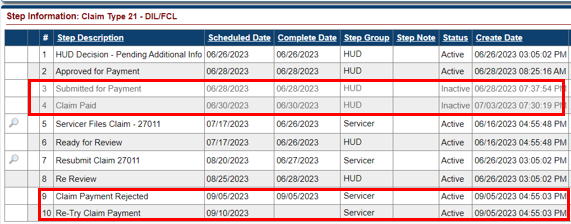 Step Information: Claim Type 21 - DIL/FCL
# Step Description Scheduled Date Complete Date Step Group Step Note Status Create Date
1 HUD Decision - Pending Additional Info 06/26/2023 06/26/2023 HUD Active 06/26/2023 03:05:02 PM
2 Approved for Payment 06/28/2023 06/28/2023 HUD Active 06/28/2023 08:25:16 AM
3 Submitted for Payment 06/28/2023 06/28/2023 HUD Inactive 06/28/2023 07:37:54 PM
4 Claim Paid 06/30/2023 06/30/2023 HUD Inactive 07/03/2023 07:30:19 PM
5 Servicer Files Claim - 27011 07/17/2023 06/26/2023 Servicer Active 06/16/2023 04:55:48 PM
6 Ready for Review 07/17/2023 06/26/2023 HUD Active 06/16/2023 04:55:48 PM
7 Resubmit Claim 27011 08/20/2023 06/27/2023 Servicer Active 06/26/2023 03:05:02 PM
8 Re Review 08/25/2023 06/28/2023 HUD Active 06/26/2023 03:05:02 PM
9 Claim Payment Rejected 09/05/2023 09/05/2023 Servicer Active 09/05/2023 04:55:03 PM
10 Re-Try Claim Payment 09/10/2023 Servicer Active 09/05/2023 04:55:03 PM